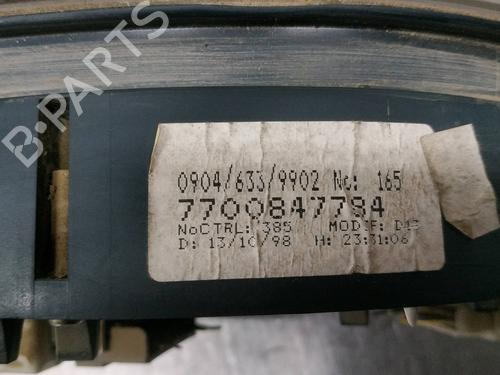 B-PARTS
0904/633/9902 No: 165
7700847784
NoCTRL: 385 MODIF:
D: 13/10/98 H: 23:31:06